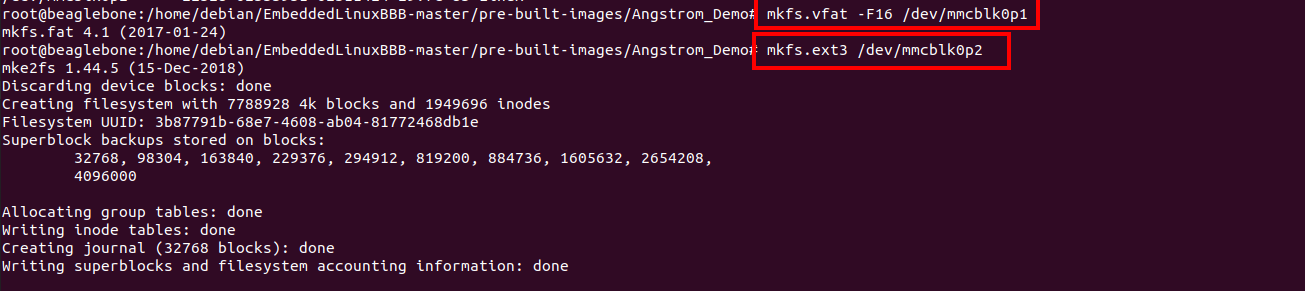 root@beaglebone:/home/debian/EmbeddedLinuxBBB-master/pre-built-images/Angstrom_Demo# mkfs.vfat -F16 /dev/mmcblk0p1
mkfs.fat 4.1 (2017-01-24)
root@beaglebone:/home/debian/EmbeddedLinuxBBB-master/pre-built-images/Angstrom_Demo# mkfs.ext3 /dev/mmcblk0p2
mke2fs 1.44.5 (15-Dec-2018)
Discarding device blocks: done
Creating filesystem with 7788928 4k blocks and 1949696 inodes
Filesystem UUID: 3b87791b-68e7-4608-ab04-81772468db1e
Superblock backups stored on blocks:
32768, 98304, 163840, 229376, 294912, 819200, 884736, 1605632, 2654208,
4096000
Allocating group tables: done
Writing inode tables: done
Creating journal (32768 blocks): done
Writing superblocks and filesystem accounting information: done